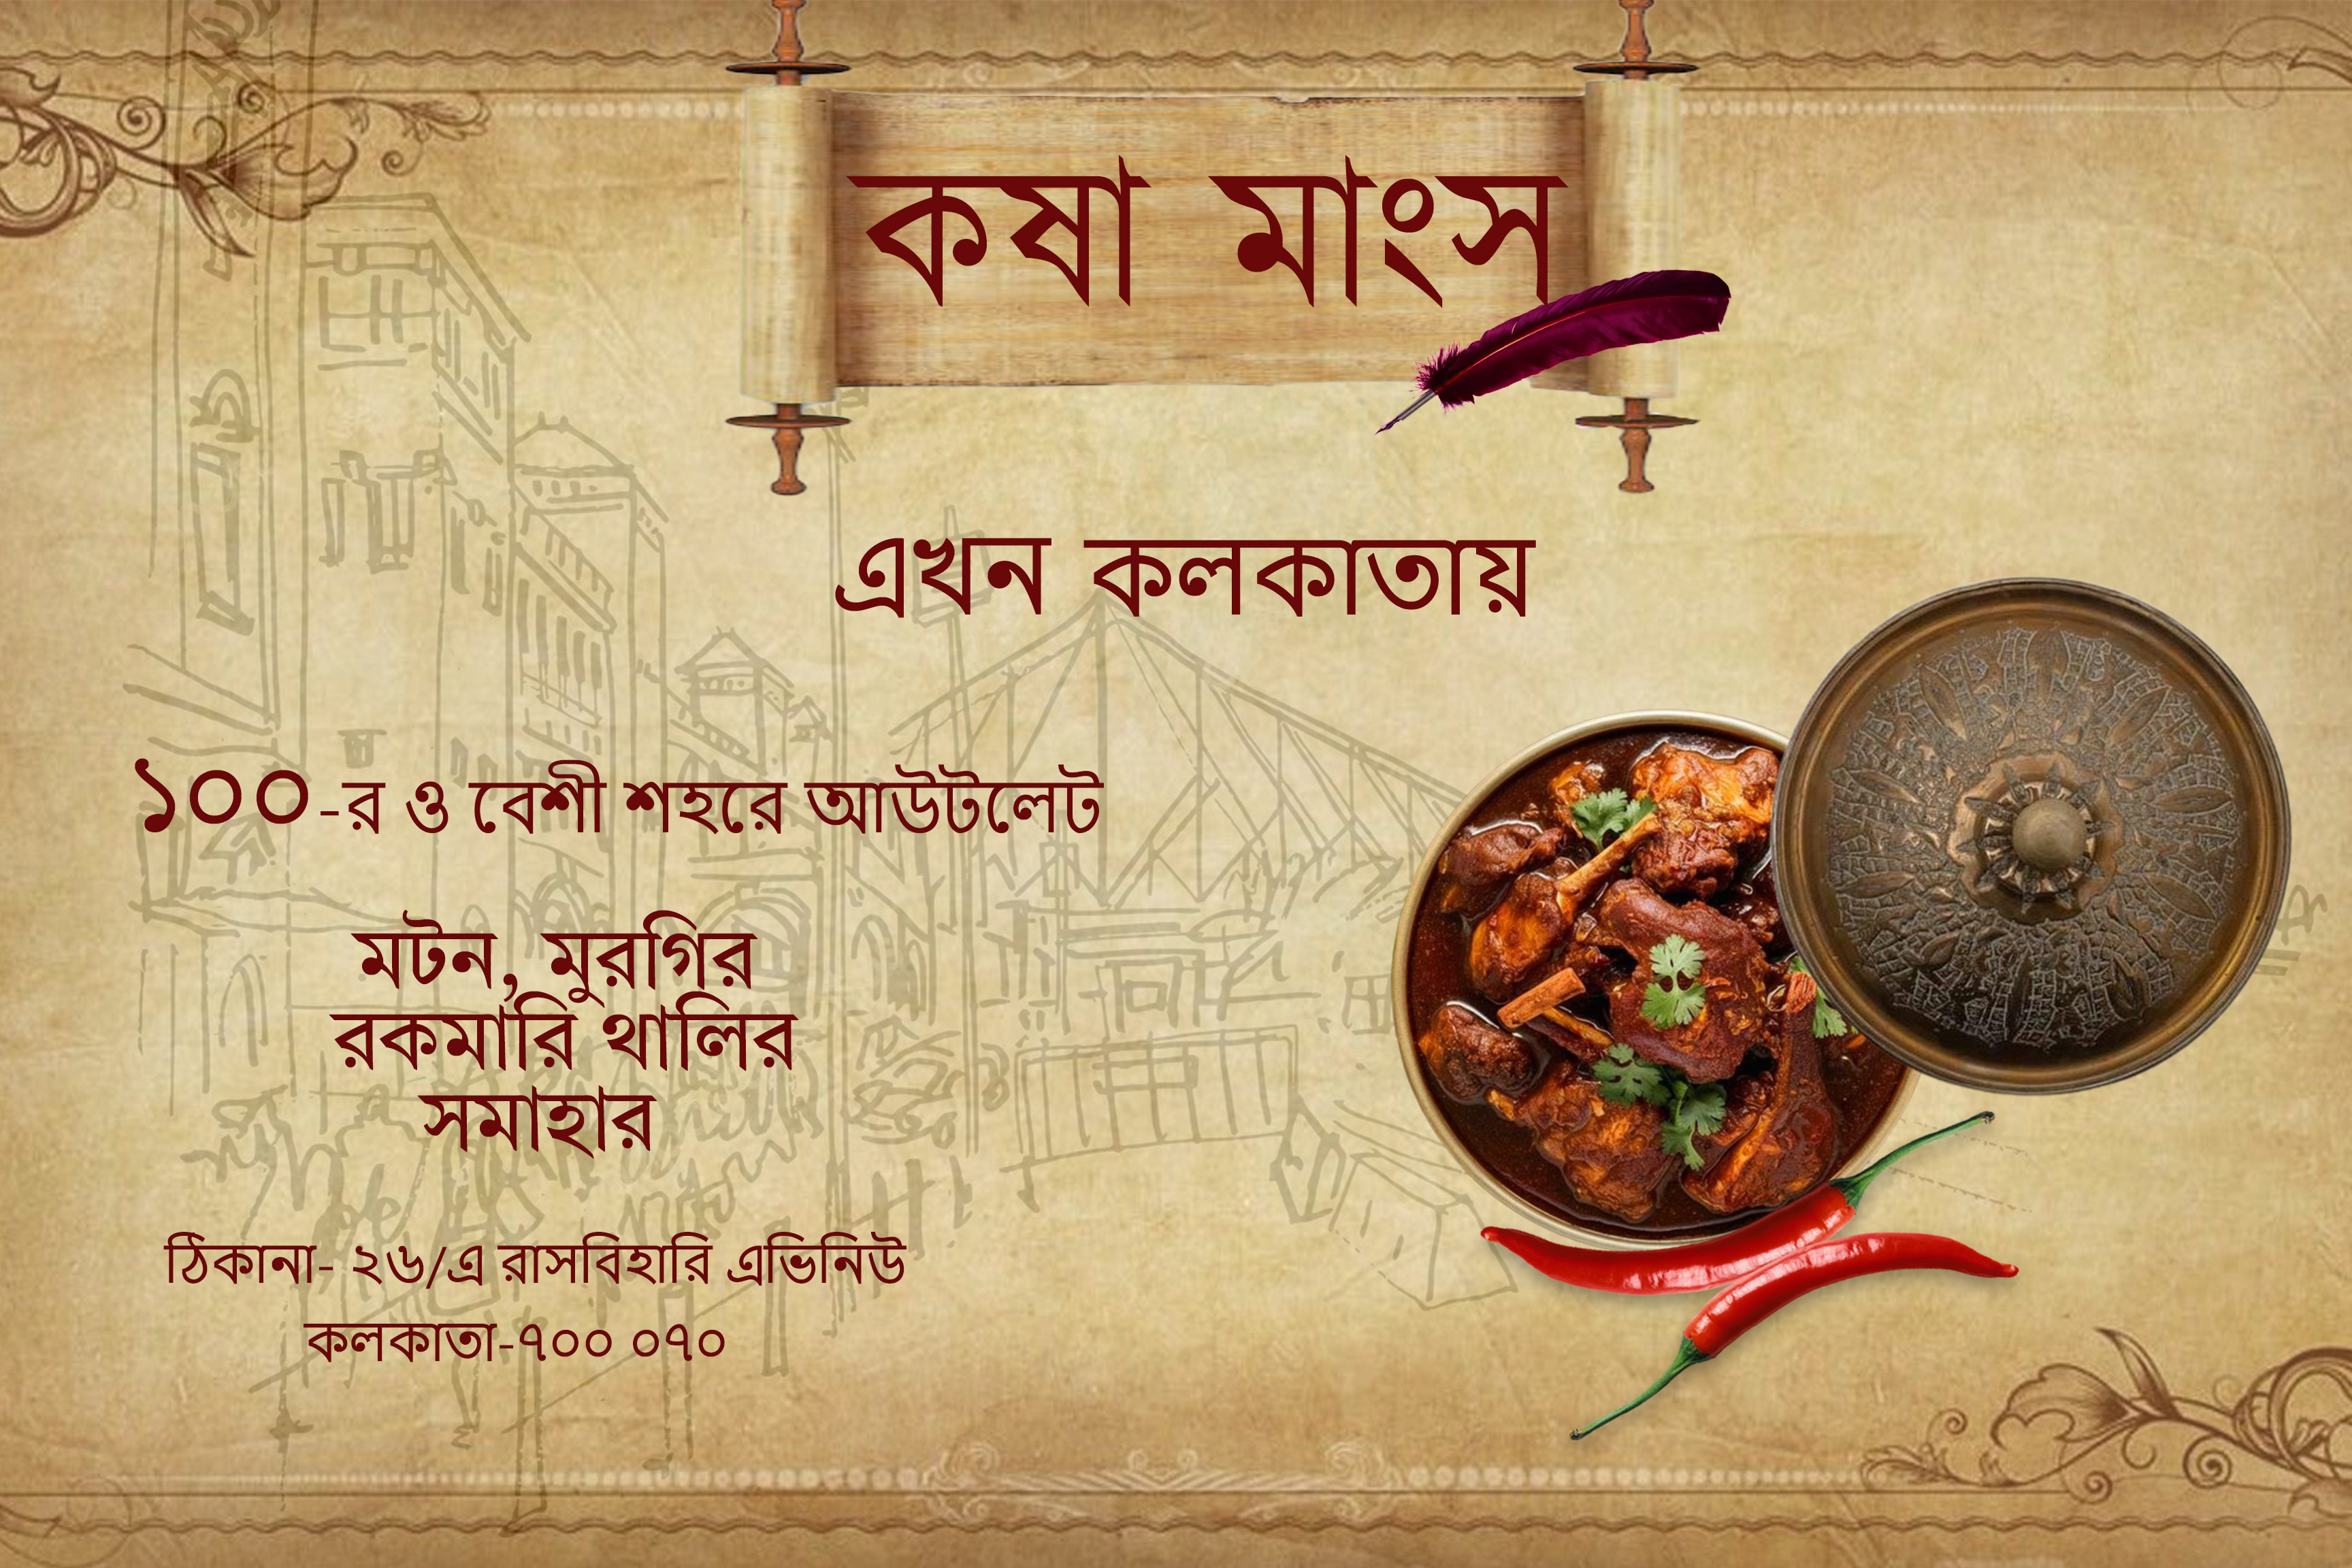 কষা মাংস
এখন কলকাতায়
১০০-র ও বেশী শহরে আউটলেট
মটন, মুরগির
রকমারি থালির
সমাহার
ঠিকানা- ২৬/এ রাসবিহারি এভিনিউ
কলকাতা-৭০০ ০৭০